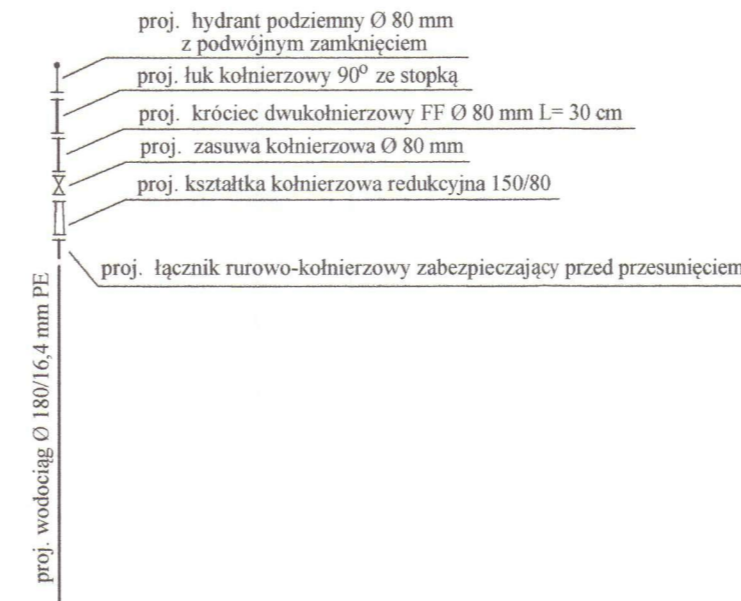 proj. hydrant podziemny Ø 80 mm
z podwójnym zamknięciem
proj. łuk kołnierzowy 90⁰ ze stopką
proj. króciec dwukołnierzowy FF Ø 80 mm L= 30 cm
proj. zasuwa kołnierzowa Ø 80 mm
proj. kształtka kołnierzowa redukcyjna 150/80
proj. łącznik rurowo-kołnierzowy zabezpieczający przed przesunięciem
proj. wodociąg Ø 180/16,4 mm PE